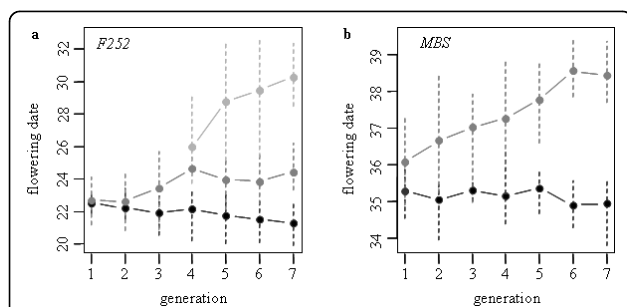 a F252
b MBS
flowering date
32
30
28
26
24
22
20
1 2 3 4 5 6 7
generation
flowering date
39
38
37
36
35
34
1 2 3 4 5 6 7
generation